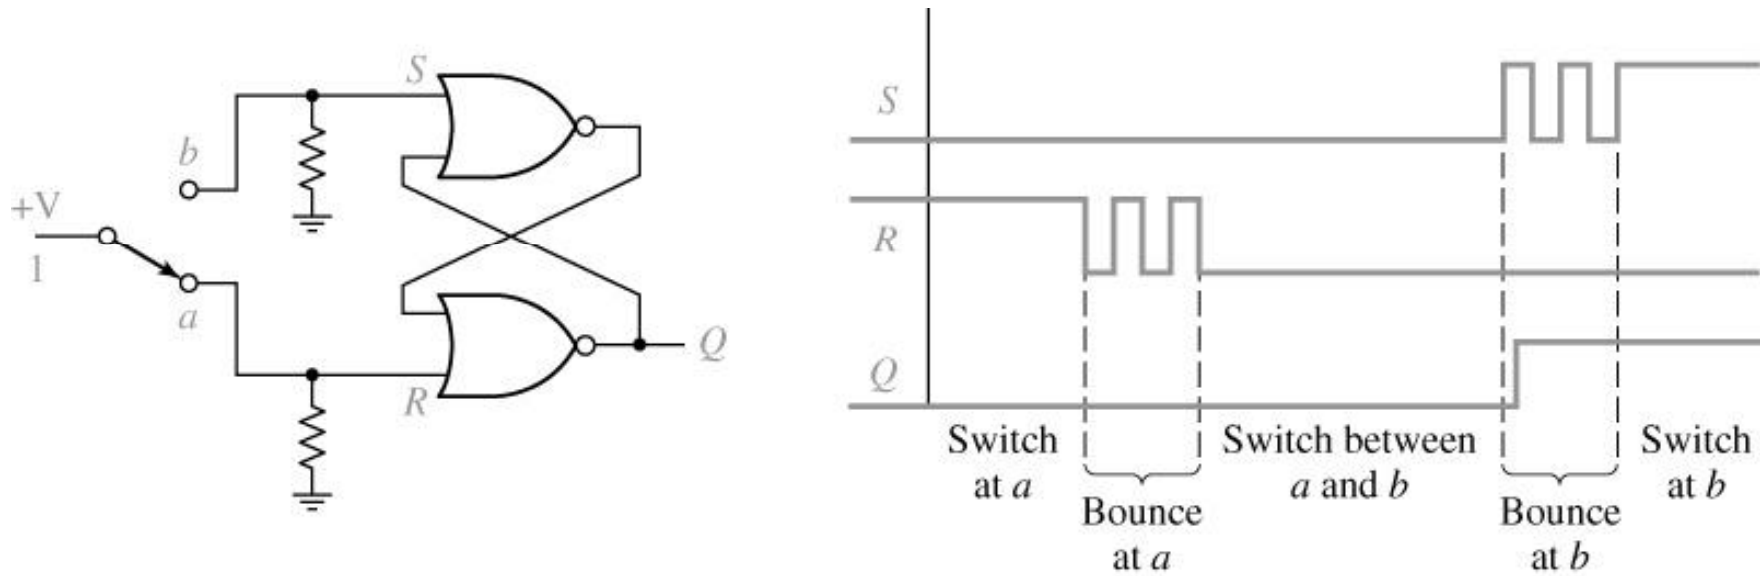 S
b
+V
1
a
R
Q
S
R
Q
Switch
at a
Bounce
at a
Switch between
a and b
Bounce
at b
Switch
at b